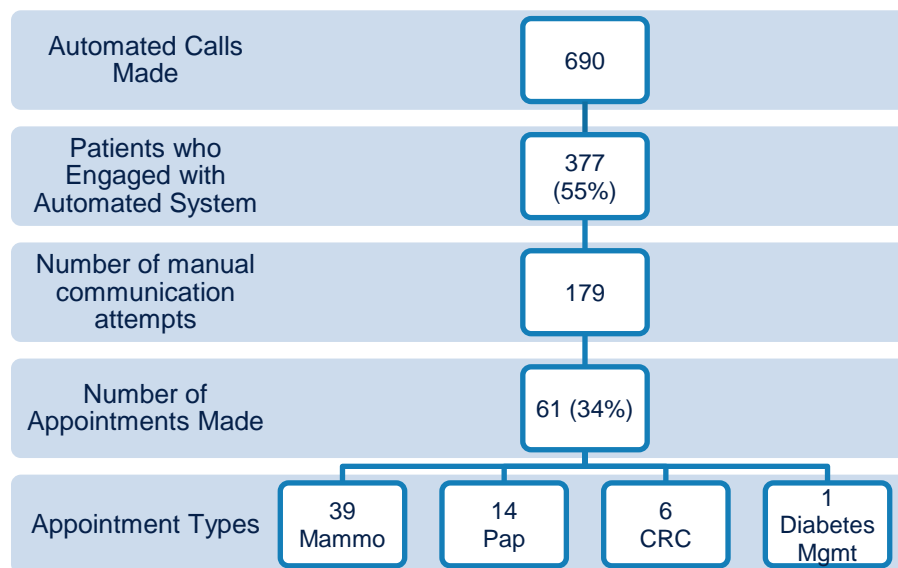 Automated Calls
Made
690
Patients who
Engaged with
Automated System
377
(55%)
Number of manual
communication
attempts
179
Number of
Appointments Made
61 (34%)
Appointment Types
39
Mammo
14
Pap
6
CRC
1
Diabetes
Mgmt